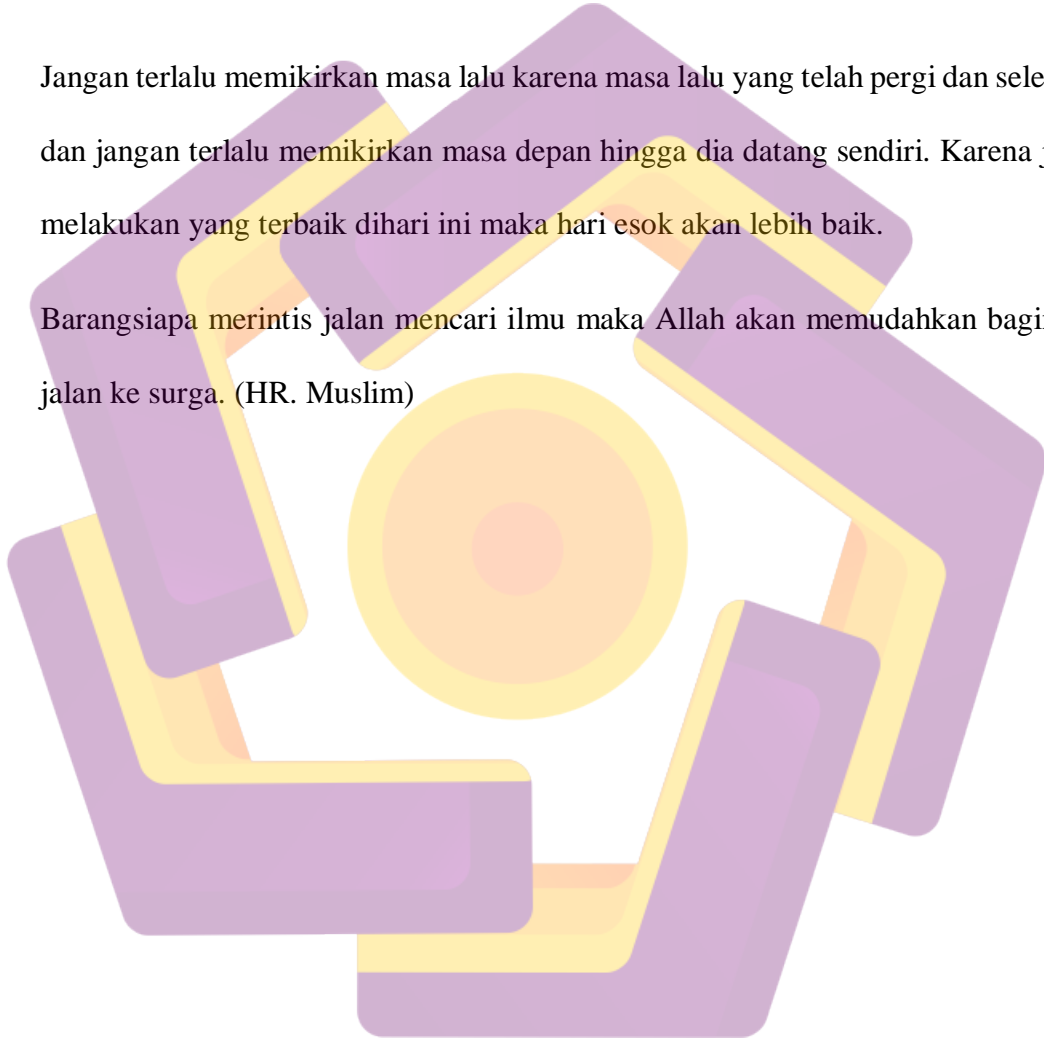 Jangan terlalu memikirkan masa lalu karena masa lalu yang telah pergi dan
dan jangan terlalu memikirkan masa depan hingga dia datang sendiri. Karena
melakukan yang terbaik dihari ini maka hari esok akan lebih baik.
Barangsiapa merintis jalan mencari ilmu maka Allah akan memudahkan
jalan ke surga. (HR. Muslim)